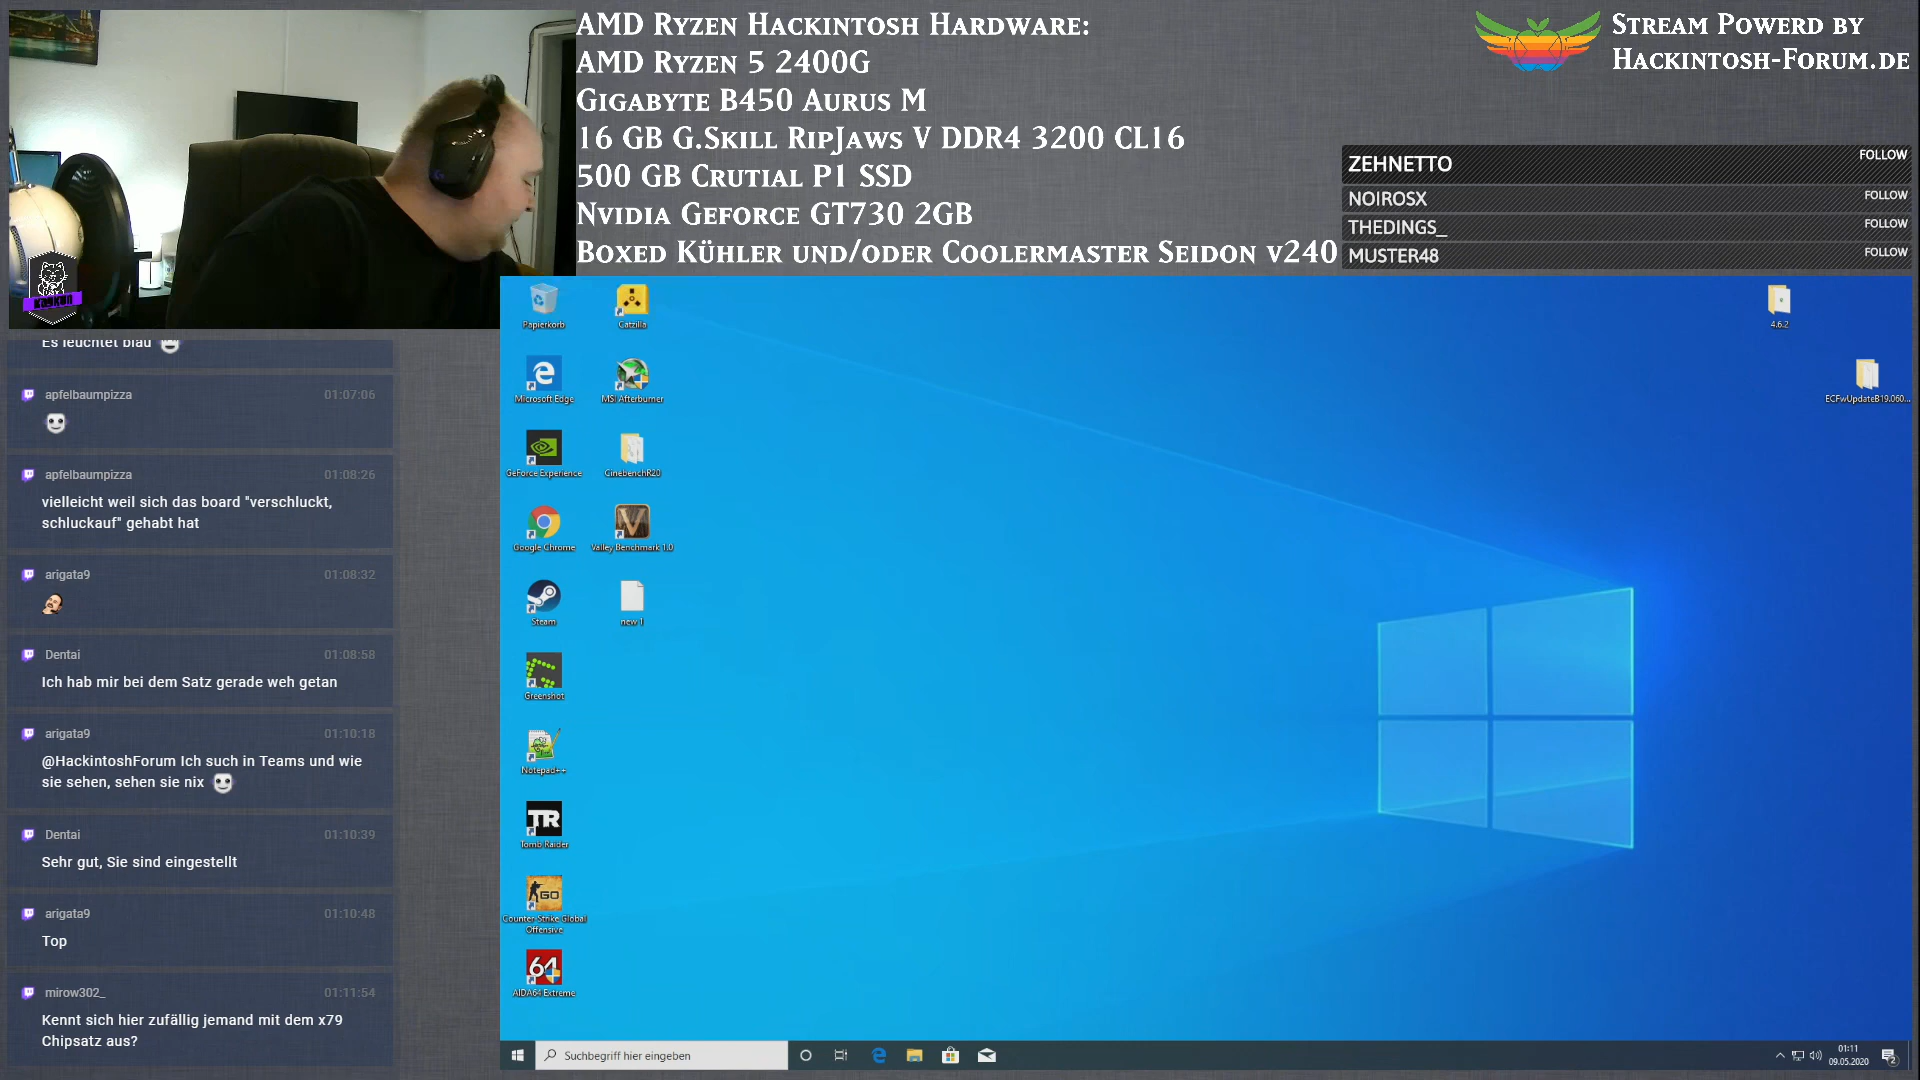 AMD Ryzen Hackintosh Hardware:
AMD Ryzen 5 2400G
Gigabyte B450 Aurus M
16 GB G.Skill RipJaws V DDR4 3200 CL16
500 GB Crutial P1 SSD
Nvidia Geforce GT730 2GB
Boxed Kühler und/oder Coolermaster Seidon v240
Stream Powerd by
Hackintosh-Forum.de
ZEHNETTO FOLLOW
NOIROSX FOLLOW
THEDINGS_ FOLLOW
MUSTER48 FOLLOW
Es leuchtet blau
apfelbaumpizza 01:07:06
apfelbaumpizza 01:08:26
vielleicht weil sich das board "verschluckt,
schluckauf" gehabt hat
arigata9 01:08:32
Dentai 01:08:58
Ich hab mir bei dem Satz gerade weh getan
arigata9 01:10:18
@HackintoshForum Ich such in Teams und wie
sie sehen, sehen sie nix
Dentai 01:10:39
Sehr gut, Sie sind eingestellt
arigata9 01:10:48
Top
mirow302_ 01:11:54
Kennt sich hier zufällig jemand mit dem x79
Chipsatz aus?
Papierkorb
Catzilla
4.6.2
Microsoft Edge
MSI Afterburner
ECFwUpdateB19.060...
GeForce Experience
CinebenchR20
Google Chrome
Valley Benchmark 1.0
Steam
new 1
Greenshot
Notepad++
TR
Tomb Raider
GO
Counter-Strike Global
Offensive
64
AIDA64 Extreme
Suchbegriff hier eingeben
01:11
09.05.2020
2